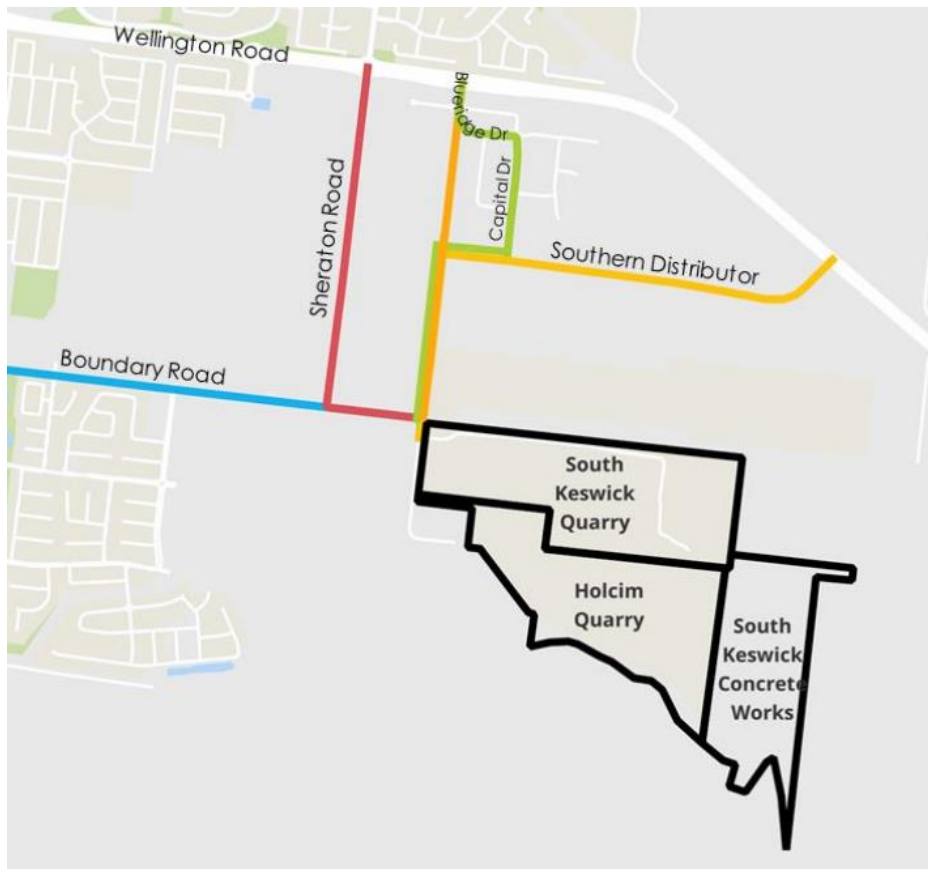 Wellington Road
Blueridge Dr
Capital Dr
Sheraton Road
Southern Distributor
Boundary Road
South
Keswick
Quarry
Holcim
Quarry
South
Keswick
Concrete
Works